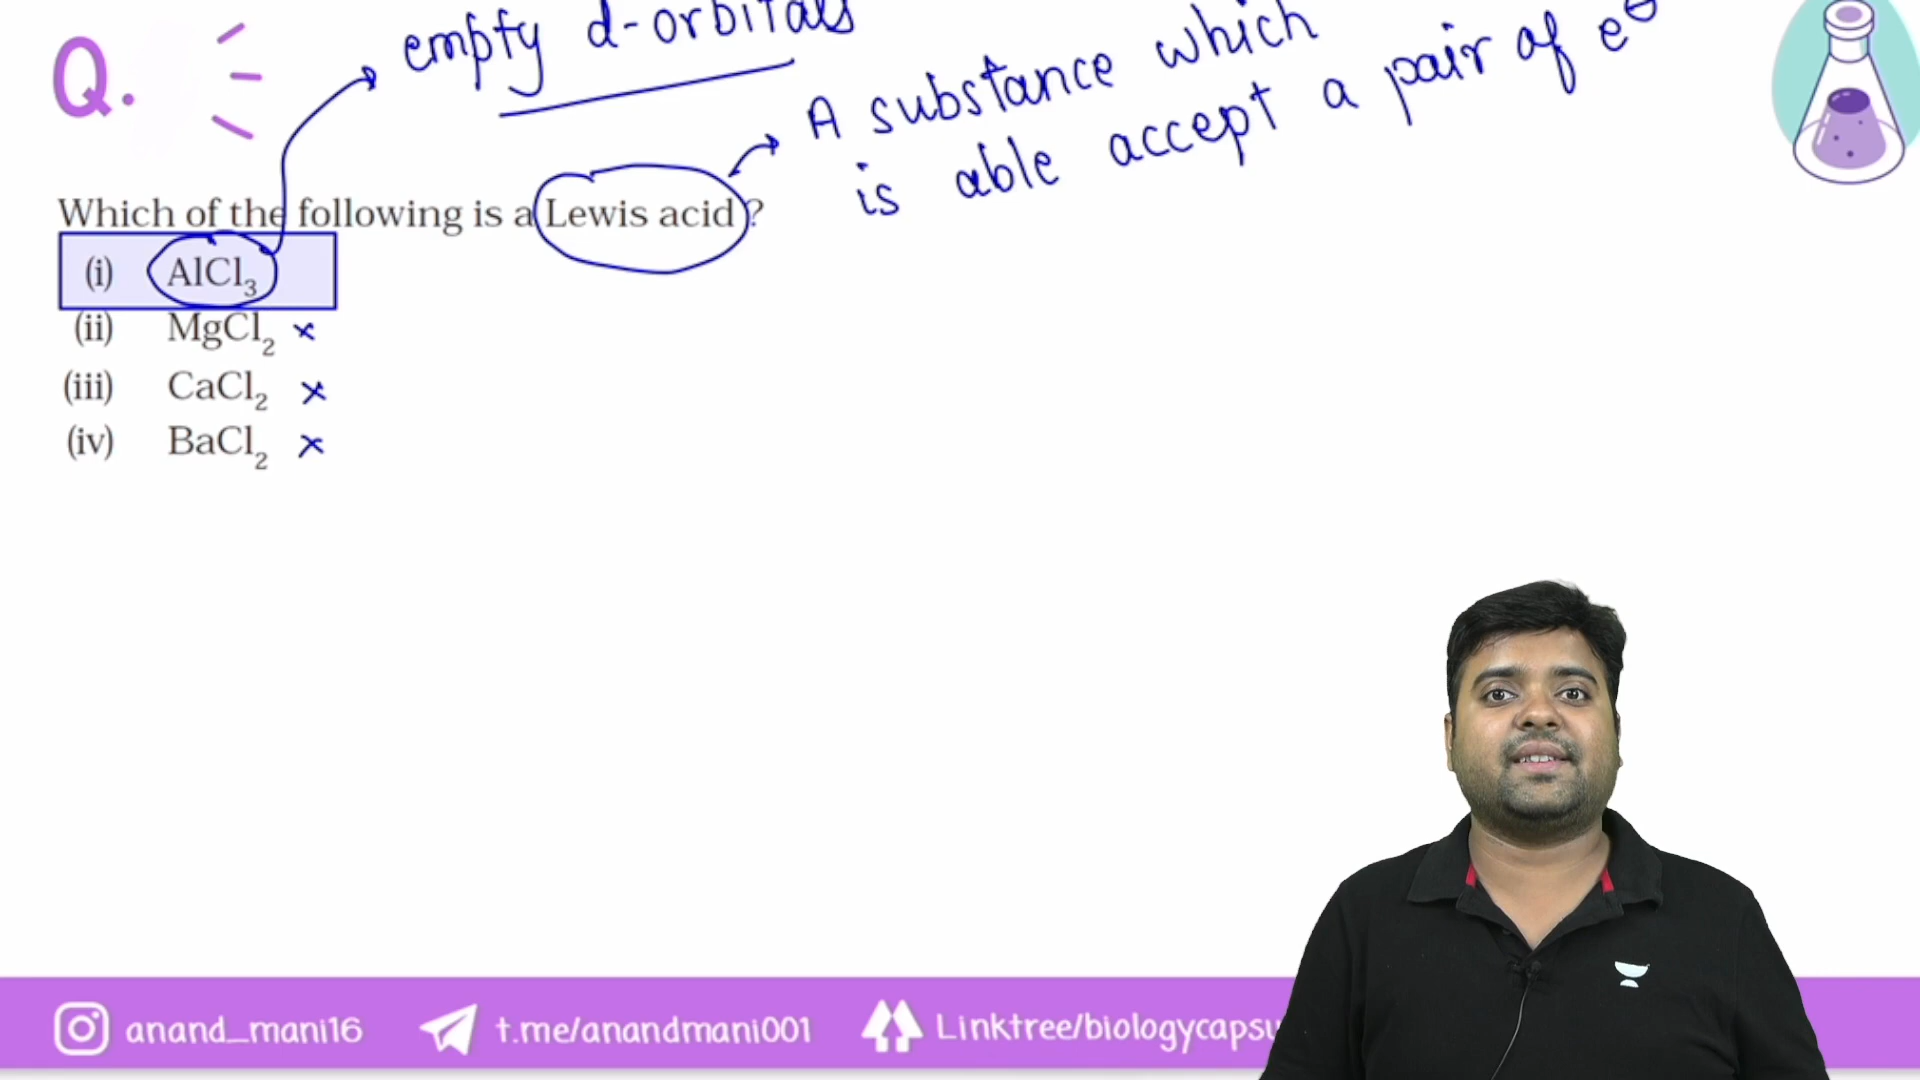 Q.
empty d-orbitals
A substance which
is able accept a pair of e⊖
Which of the following is a Lewis acid ?
(i) AlCl₃
(ii) MgCl₂ ×
(iii) CaCl₂ ×
(iv) BaCl₂ ×
anand_mani16 t.me/anandmani001 Linktree/biologycapsu